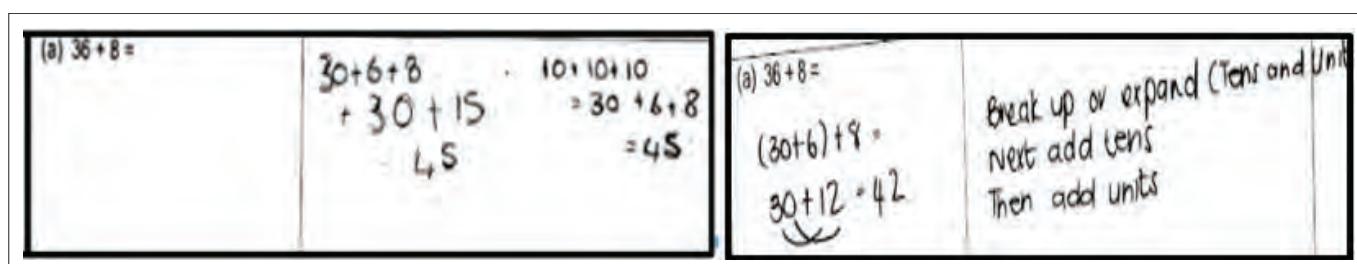 (a) 36 + 8 =
30+6+8
+ 30 + 15
45
10+10+10
= 30 +6+8
= 45
(a) 36 + 8 =
(30+6)+8 =
30+12 = 42
Break up or expand (Tens and Unit
Next add tens
Then add units